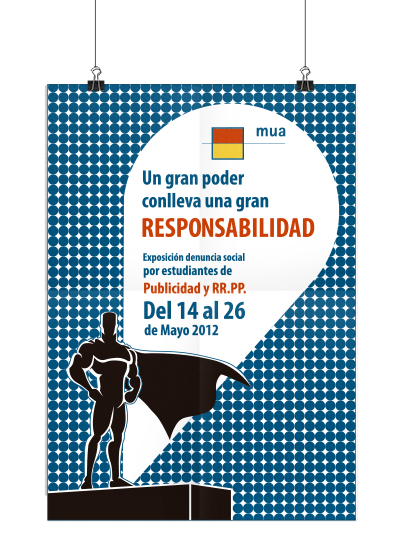 mua
Un gran poder
conlleva una gran
RESPONSABILIDAD
Exposición denuncia social
por estudiantes de
Publicidad y RR.PP.
Del 14 al 26
de Mayo 2012